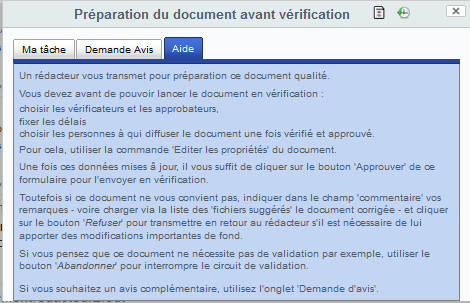 Préparation du document avant vérification
Ma tâche Demande Avis Aide
Un rédacteur vous transmet pour préparation ce document qualité.
Vous devez avant de pouvoir lancer le document en vérification :
choisir les vérificateurs et les approbateurs,
fixer les délais
choisir les personnes à qui diffuser le document une fois vérifié et approuvé.
Pour cela, utiliser la commande 'Editer les propriétés' du document.
Une fois ces données mises â jour, il vous suffit de cliquer sur le bouton 'Approuver' de ce
formulaire pour l'envoyer en vérification.
Toutefois si ce document ne vous convient pas, indiquer dans le champ 'commentaire' vos
remarques - voire charger via la liste des 'fichiers suggérés' le document corrigée - et cliquer
sur le bouton 'Refuser' pour transmettre en retour au rédacteur s'il est nécessaire de lui
apporter des modifications importantes de fond.
Si vous pensez que ce document ne nécessite pas de validation par exemple, utiliser le
bouton 'Abandonner' pour interrompre le circuit de validation.
Si vous souhaitez un avis complémentaire, utilisez l'onglet 'Demande d'avis'.